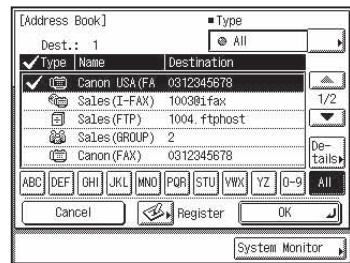 [Address Book]
■Type
Dest.: 1
All
Type Name Destination
Canon USA(FA 0312345678
Sales(I-FAX) 1003@ifax
Sales(FTP) 1004. ftphost
Sales(GROUP) 2
Canon(FAX) 0312345678
1/2
De-
tails
ABC DEF GHI JKL MNO PQR STU VWX YZ 0-9 All
Cancel Register OK
System Monitor